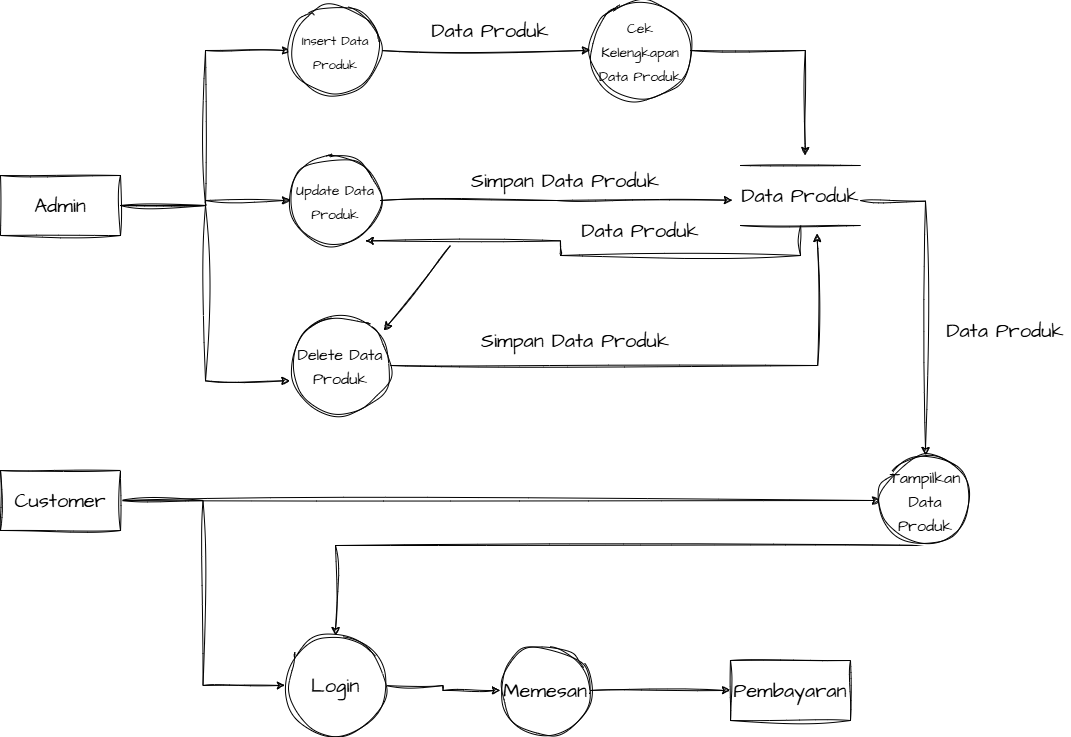 Insert Data
Produk
Data Produk
Cek
Kelengkapan
Data Produk
Admin
Update Data
Produk
Simpan Data Produk
Data Produk
Data Produk
Data Produk
Delete Data
Produk
Simpan Data Produk
Customer
Tampilkan
Data
Produk
Login
Memesan
Pembayaran